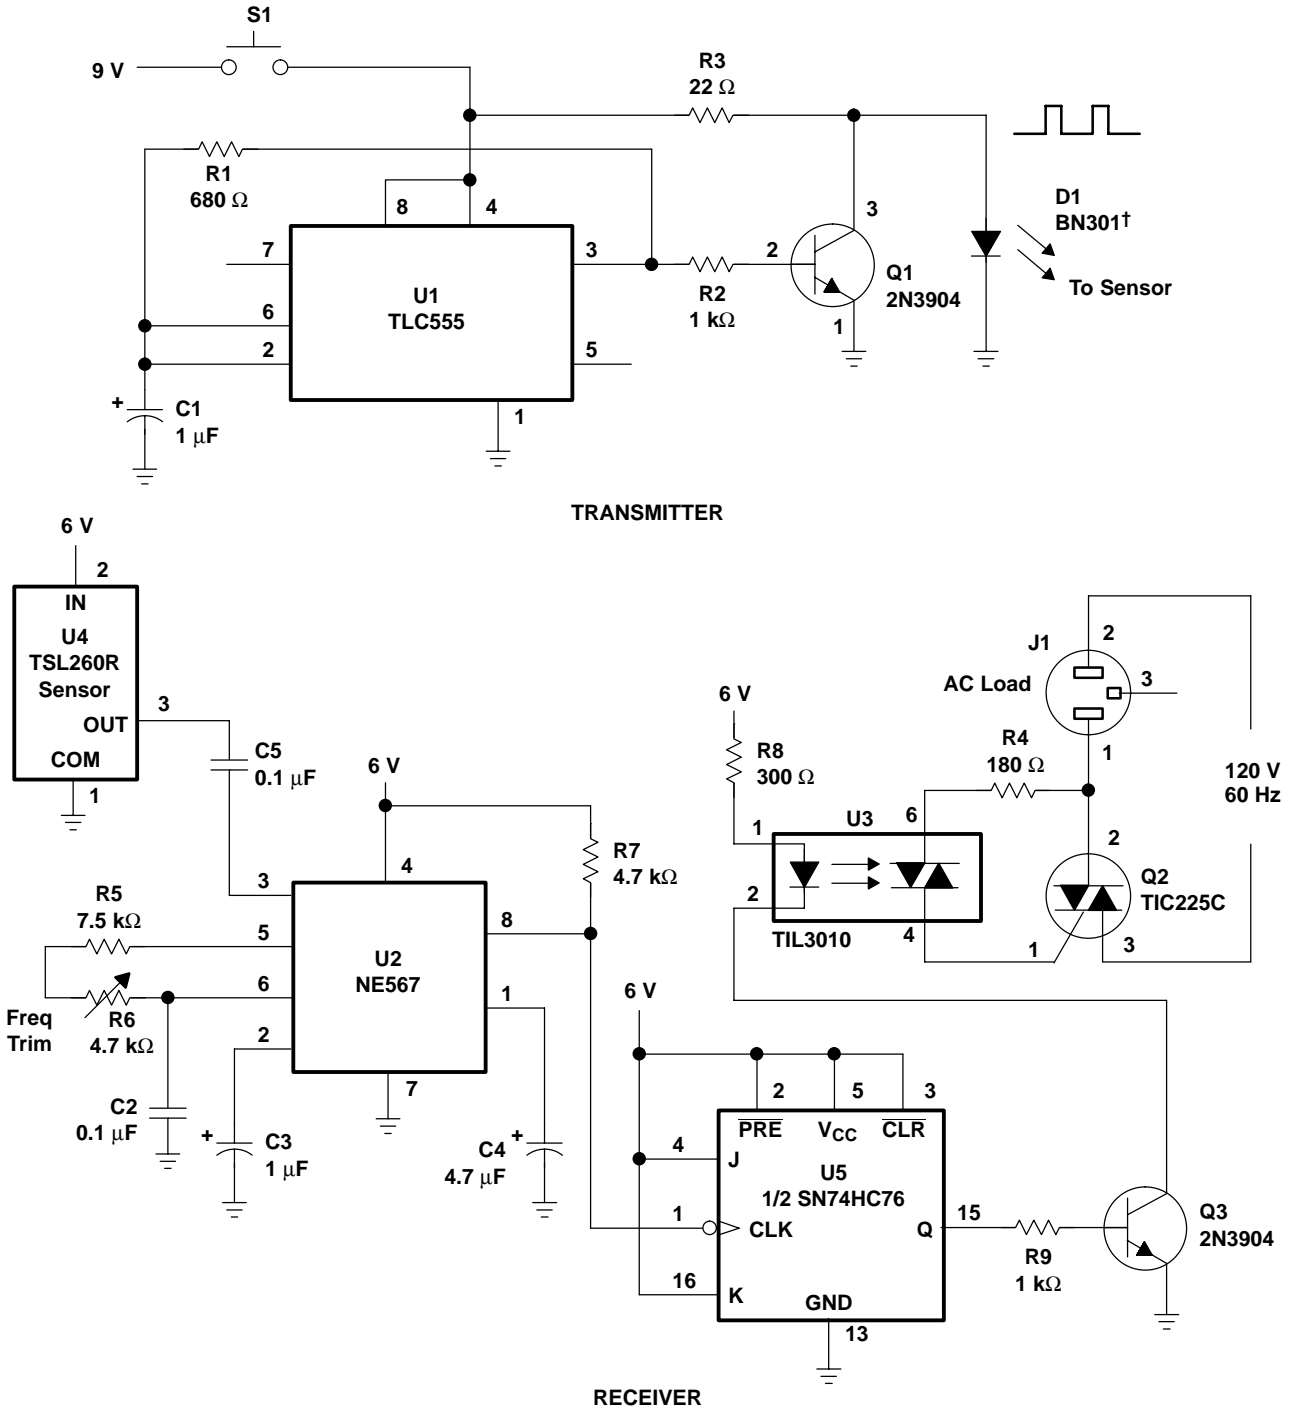 S1
9 V
R3
22 Ω
R1
680 Ω
8
4
7
3
2
3
6
U1
TLC555
R2
1 kΩ
Q1
2N3904
D1
BN301†
To Sensor
2
5
1
+
C1
1 μF
1
TRANSMITTER
6 V
2
IN
U4
TSL260R
Sensor
3
OUT
COM
1
C5
0.1 μF
6 V
4
R7
4.7 kΩ
3
R5
7.5 kΩ
5
8
U2
NE567
6
1
Freq
Trim
R6
4.7 kΩ
2
7
C2
0.1 μF
+
C3
1 μF
C4
4.7 μF
+
6 V
R8
300 Ω
J1
AC Load
2
3
1
R4
180 Ω
120 V
60 Hz
U3
6
1
2
TIL3010
4
2
Q2
TIC225C
1
3
6 V
2
5
3
PRE
VCC
CLR
4
J
U5
1/2 SN74HC76
1
CLK
Q
15
16
K
GND
13
R9
1 kΩ
Q3
2N3904
RECEIVER